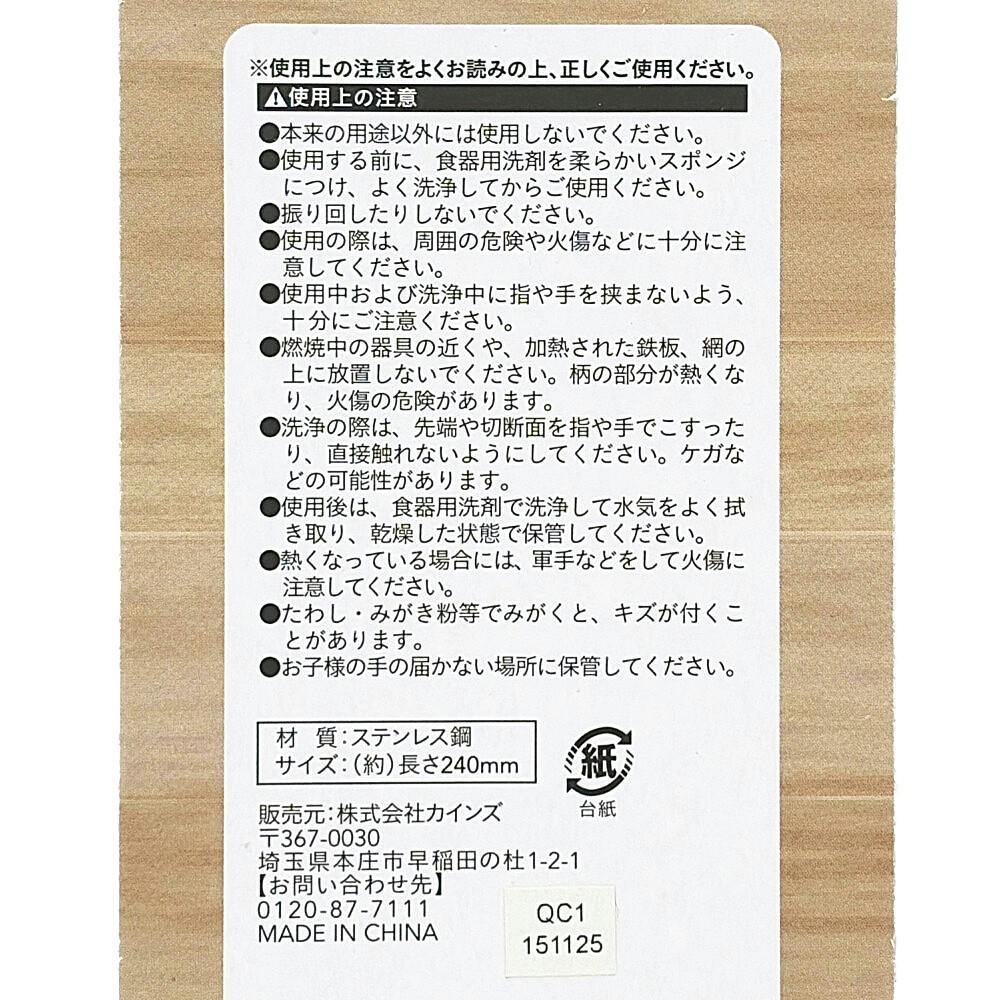 ※使用上の注意をよくお読みの上、正しくご使用ください。
⚠使用上の注意
●本来の用途以外には使用しないでください。
●使用する前に、食器用洗剤を柔らかいスポンジ
につけ、よく洗浄してからご使用ください。
●振り回したりしないでください。
●使用の際は、周囲の危険や火傷などに十分に注
意してください。
●使用中および洗浄中に指や手を挟まないよう、
十分にご注意ください。
●燃焼中の器具の近くや、加熱された鉄板、網の
上に放置しないでください。柄の部分が熱くな
り、火傷の危険があります。
●洗浄の際は、先端や切断面を指や手でこすった
り、直接触れないようにしてください。ケガな
どの可能性があります。
●使用後は、食器用洗剤で洗浄して水気をよく拭
き取り、乾燥した状態で保管してください。
●熱くなっている場合には、軍手などをして火傷に
注意してください。
●たわし・みがき粉等でみがくと、キズが付くこ
とがあります。
●お子様の手の届かない場所に保管してください。
材 質：ステンレス鋼
サイズ：（約）長さ240mm
紙
台紙
販売元：株式会社カインズ
〒367-0030
埼玉県本庄市早稲田の杜1-2-1
【お問い合わせ先】
0120-87-7111
MADE IN CHINA
QC1
151125